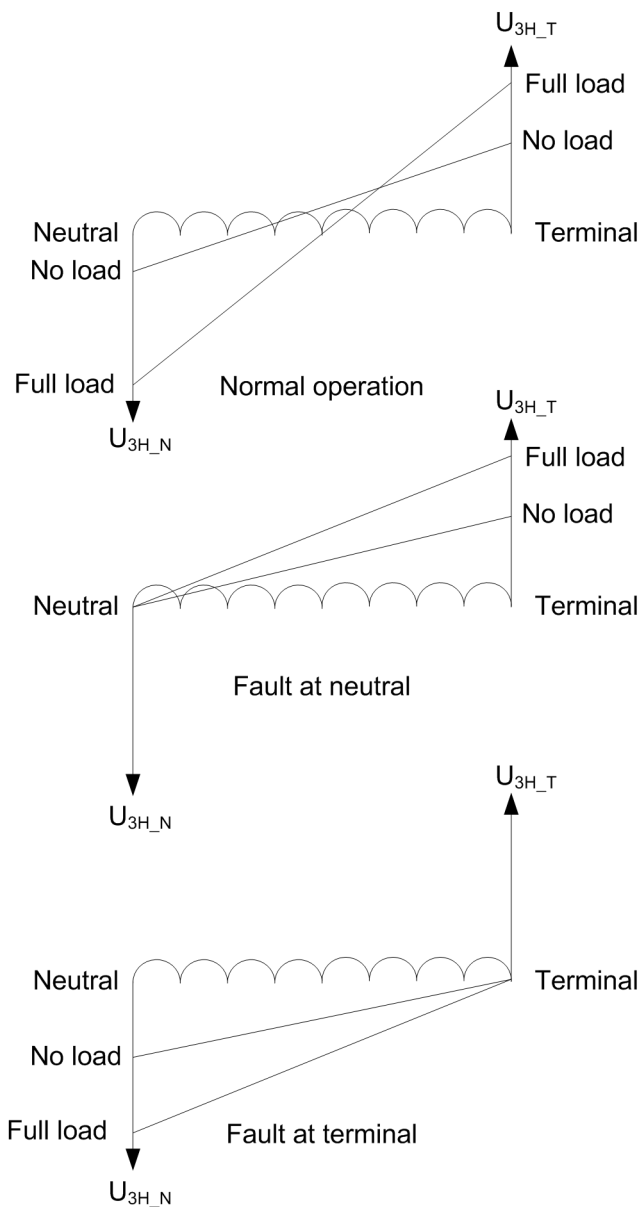 U3H_T
Full load
No load
Neutral
Terminal
No load
Full load
Normal operation
U3H_N
U3H_T
Full load
No load
Neutral
Terminal
Fault at neutral
U3H_N
U3H_T
Neutral
Terminal
No load
Full load
Fault at terminal
U3H_N